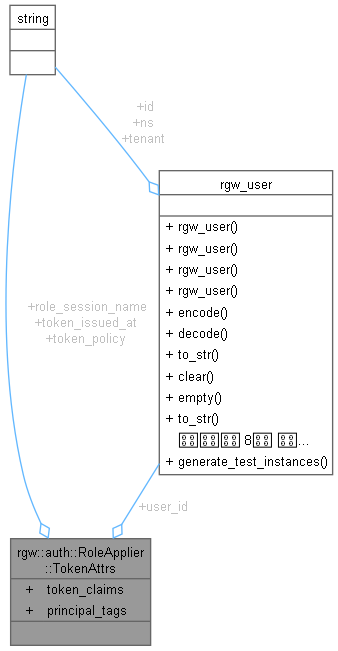 string
+id
+ns
+tenant
rgw_user
+ rgw_user()
+ rgw_user()
+ rgw_user()
+ rgw_user()
+ encode()
+ decode()
+ to_str()
+ clear()
+ empty()
+ to_str()
8 ...
+ generate_test_instances()
+role_session_name
+token_issued_at
+token_policy
+user_id
rgw::auth::RoleApplier
::TokenAttrs
+ token_claims
+ principal_tags